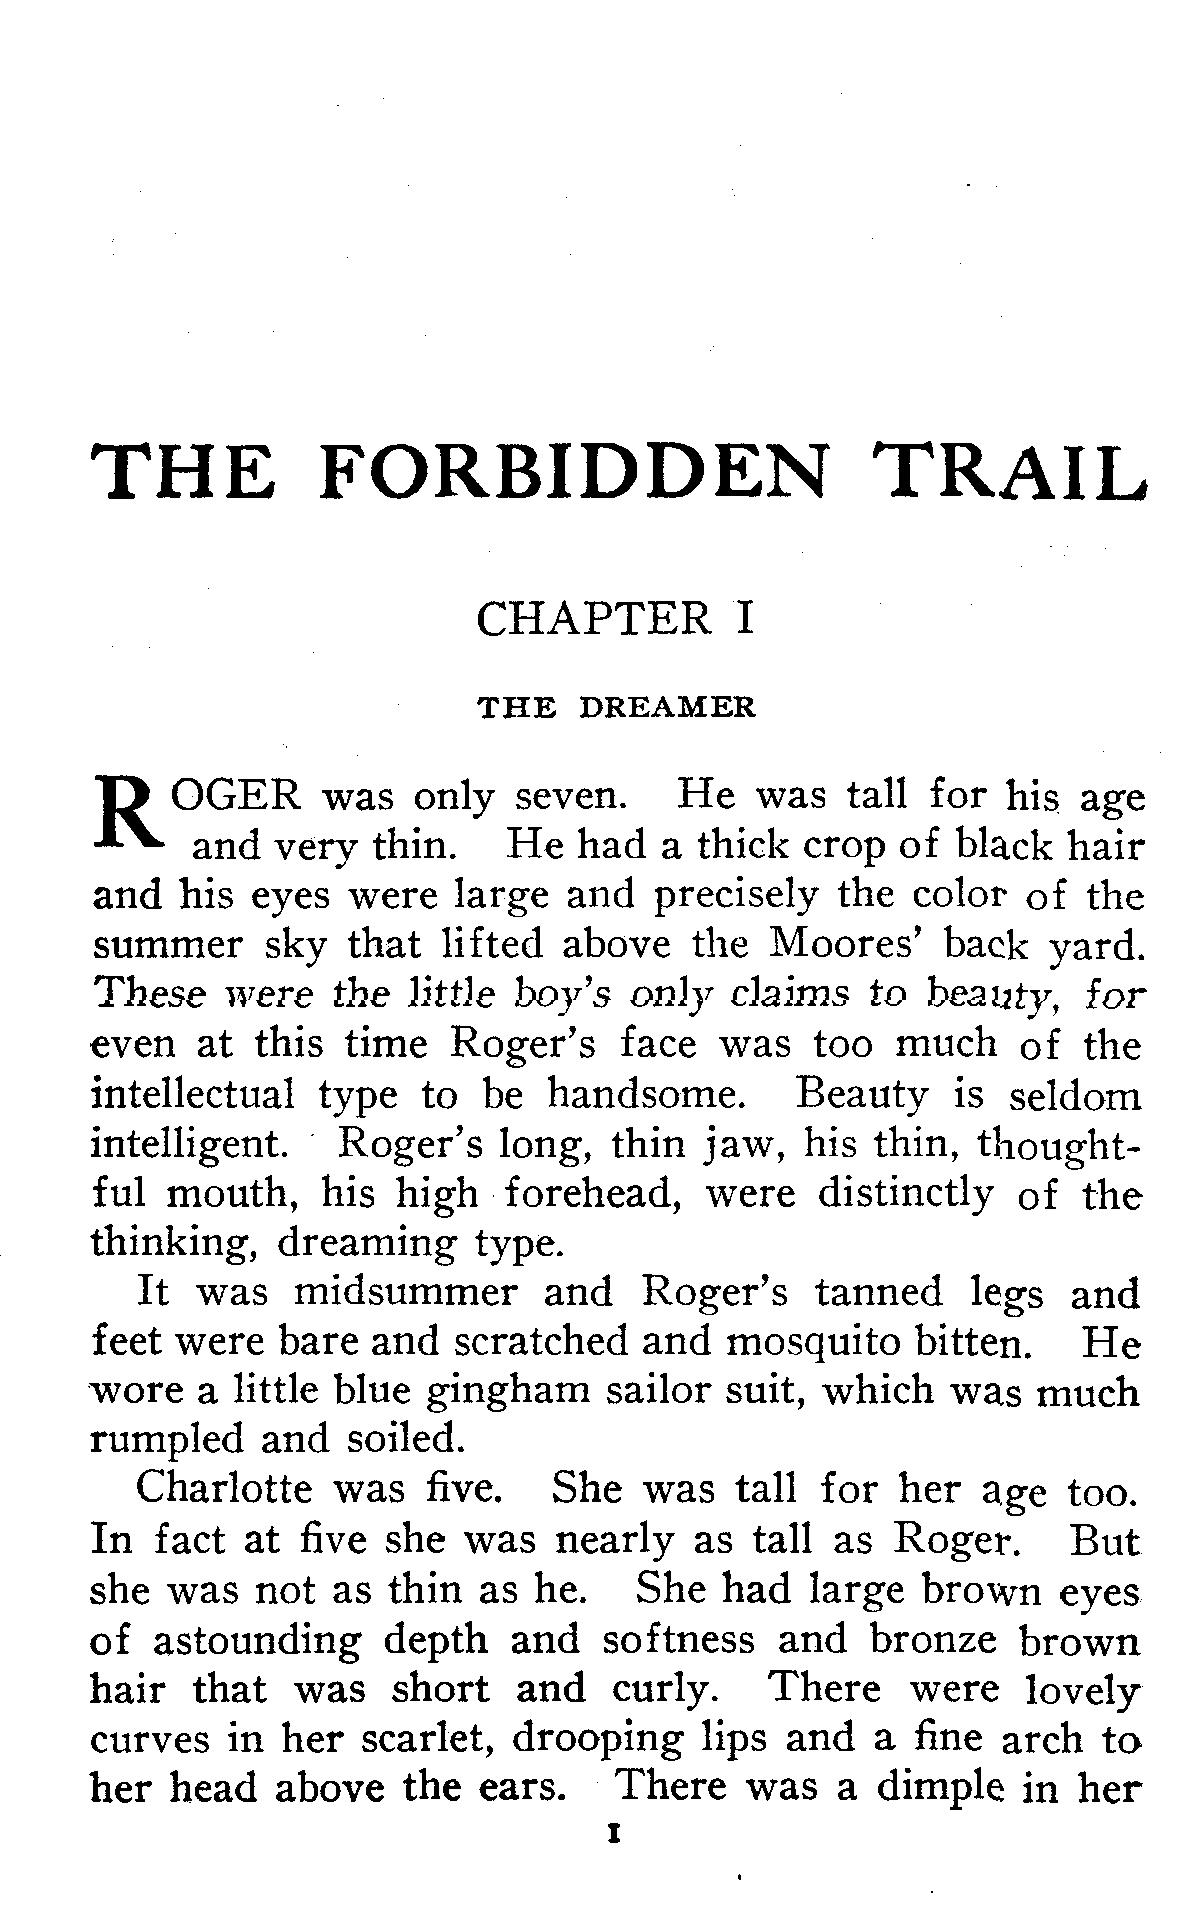 THE FORBIDDEN TRAIL
CHAPTER I
THE DREAMER
ROGER was only seven. He was tall for his age
and very thin. He had a thick crop of black hair
and his eyes were large and precisely the color of the
summer sky that lifted above the Moores' back yard.
These were the little boy's only claims to beauty, for
even at this time Roger's face was too much of the
intellectual type to be handsome. Beauty is seldom
intelligent. Roger's long, thin jaw, his thin, thought-
ful mouth, his high forehead, were distinctly of the
thinking, dreaming type.
It was midsummer and Roger's tanned legs and
feet were bare and scratched and mosquito bitten. He
wore a little blue gingham sailor suit, which was much
rumpled and soiled.
Charlotte was five. She was tall for her age too.
In fact at five she was nearly as tall as Roger. But
she was not as thin as he. She had large brown eyes
of astounding depth and softness and bronze brown
hair that was short and curly. There were lovely
curves in her scarlet, drooping lips and a fine arch to
her head above the ears. There was a dimple in her
I